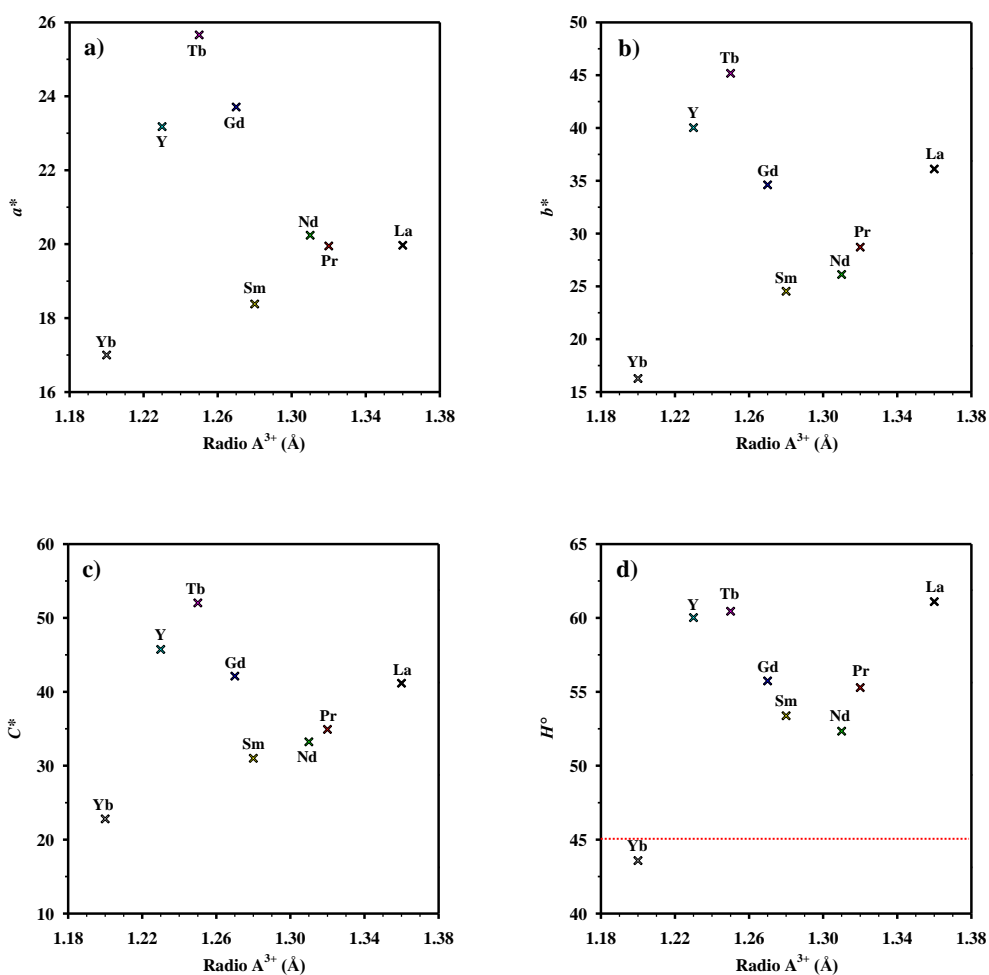 a)
26
24
22
20
18
16
a*
Tb
Y
Gd
Nd
Pr
La
Sm
Yb
1.18 1.22 1.26 1.30 1.34 1.38
Radio A³⁺ (Å)
b)
50
45
40
35
30
25
20
15
b*
Tb
Y
Gd
La
Pr
Nd
Sm
Yb
1.18 1.22 1.26 1.30 1.34 1.38
Radio A³⁺ (Å)
c)
60
50
40
30
20
10
C*
Tb
Y
Gd
La
Pr
Sm
Nd
Yb
1.18 1.22 1.26 1.30 1.34 1.38
Radio A³⁺ (Å)
d)
65
60
55
50
45
40
H°
Tb
Y
La
Gd
Pr
Sm
Nd
Yb
1.18 1.22 1.26 1.30 1.34 1.38
Radio A³⁺ (Å)